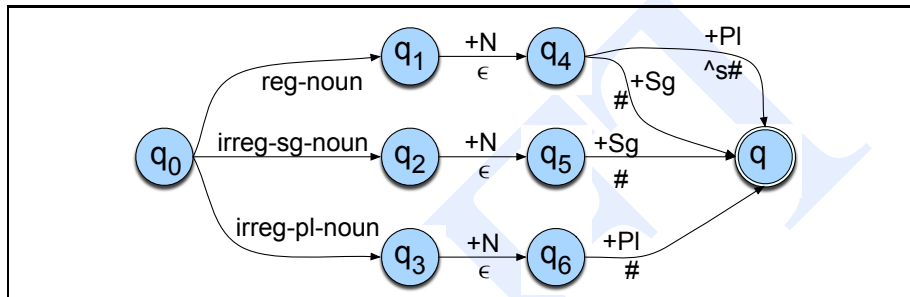 +N
+Pl
q1
q4
ϵ
^s#
reg-noun
+Sg
#
irreg-sg-noun
+N
+Sg
q0
q2
q5
q
ϵ
#
irreg-pl-noun
+N
+Pl
q3
q6
ϵ
#